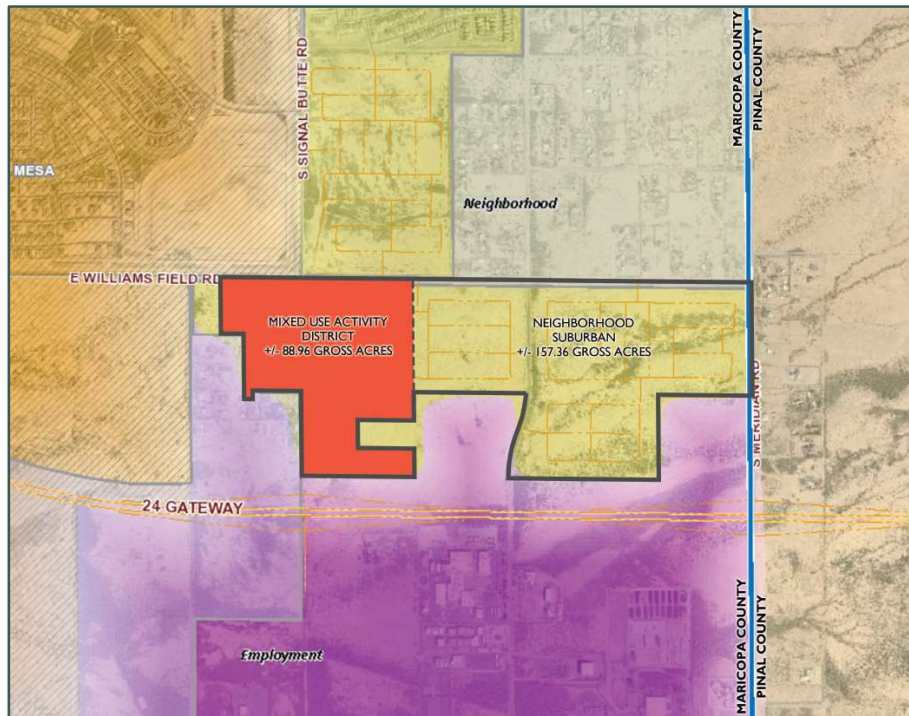 S SIGNAL BUTTE RD
MARICOPA COUNTY
PINAL COUNTY
MESA
Neighborhood
E WILLIAMS FIELD RD
MIXED USE ACTIVITY
DISTRICT
+/- 88.96 GROSS ACRES
NEIGHBORHOOD
SUBURBAN
+/- 157.36 GROSS ACRES
S MERIDIAN RD
24 GATEWAY
Employment
MARICOPA COUNTY
PINAL COUNTY